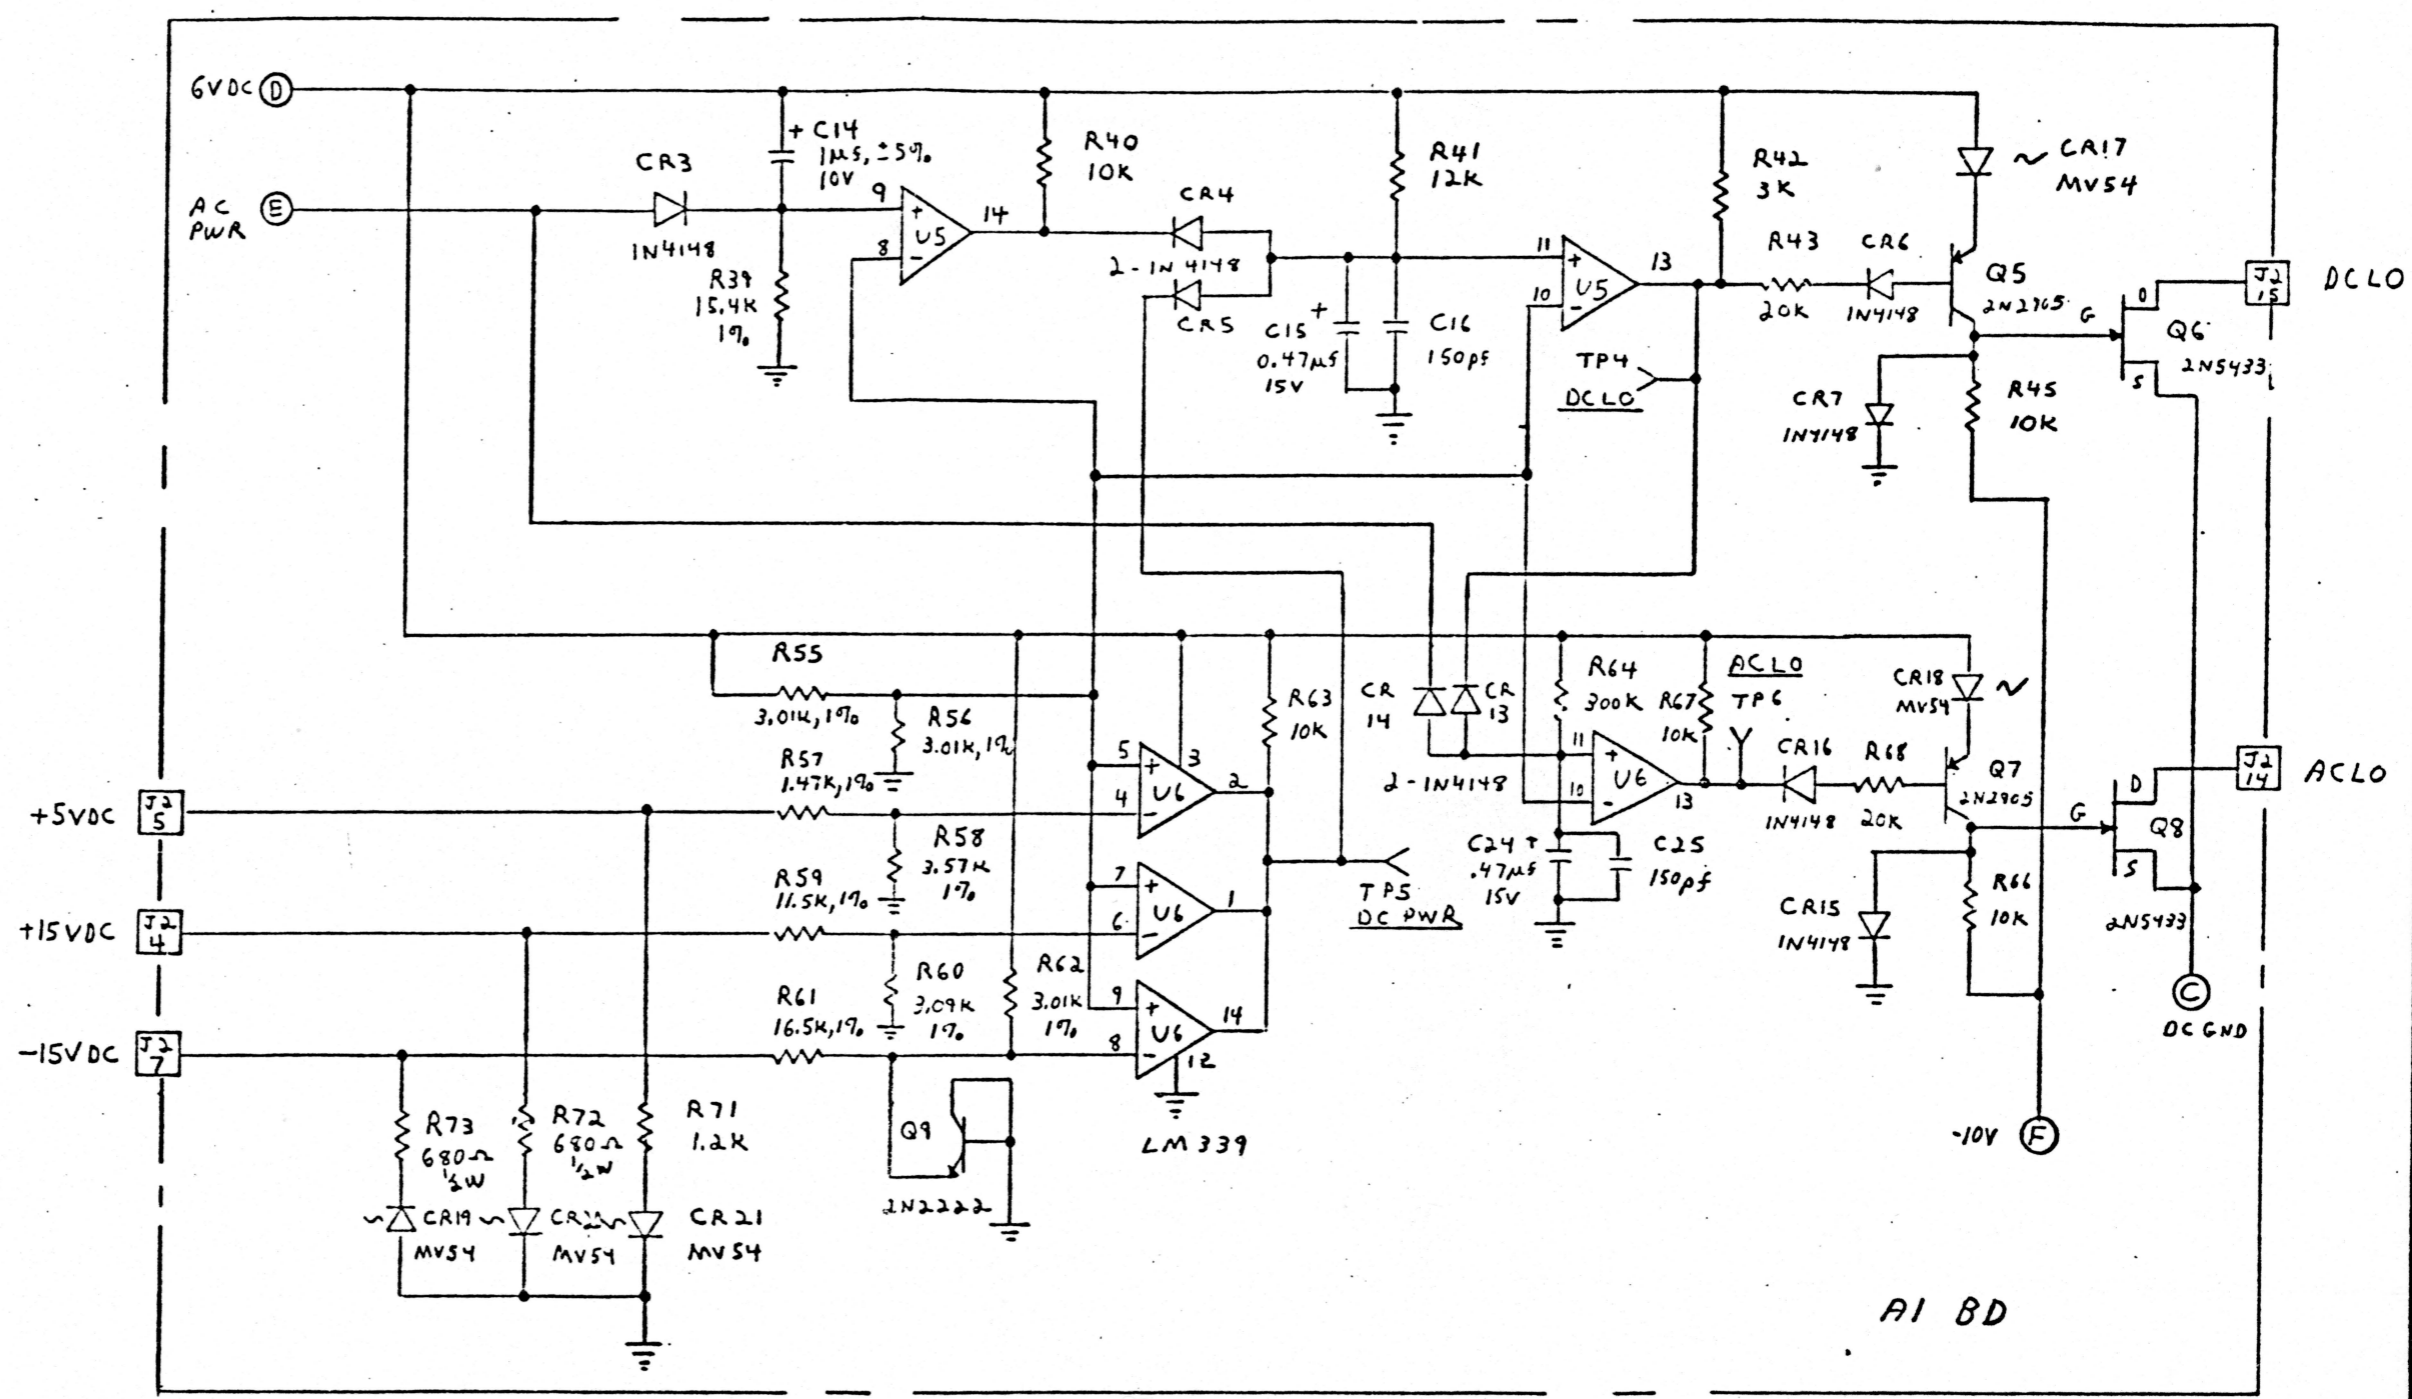 6VDC D
AC PWR E
CR3
1N4148
+ C14
1µf, ±5%
10V
R39
15.4K
1%
9
+
8
-
U5
14
R40
10K
CR4
2-1N4148
CR5
R41
12K
+
C15
0.47µf
15V
C16
150pf
11
+
10
-
U5
13
TP4
DCLO
R42
3K
R43
20K
CR6
1N4148
~ CR17
MV54
Q5
2N2905
G
D
S
Q6
2N5433
J2
15
DCLO
CR7
1N4148
R45
10K
R55
3.01K, 1%
R56
3.01K, 1%
R57
1.47K, 1%
R58
3.57K
1%
R59
11.5K, 1%
R60
3.09K
1%
R61
16.5K, 1%
R62
3.01K
1%
R63
10K
5
+
3
4
-
U6
2
7
+
6
-
U6
1
9
+
8
-
U6
14
12
LM339
TP5
DC PWR
CR
14
CR
13
2-1N4148
R64
300K
R67
10K
ACLO
TP6
11
+
10
-
U6
13
C24 +
.47µf
15V
C25
150pf
CR16
1N4148
R68
20K
CR18
MV54
~
Q7
2N2905
G
D
S
Q8
2N5433
J2
14
ACLO
CR15
1N4148
R66
10K
C
DC GND
-10V F
+5VDC J2
5
+15VDC J2
4
-15VDC J2
7
R73
680Ω
½W
R72
680Ω
½W
R71
1.2K
Q9
2N2222
~ CR19
MV54
~
MV54
~ CR21
MV54
A1 BD